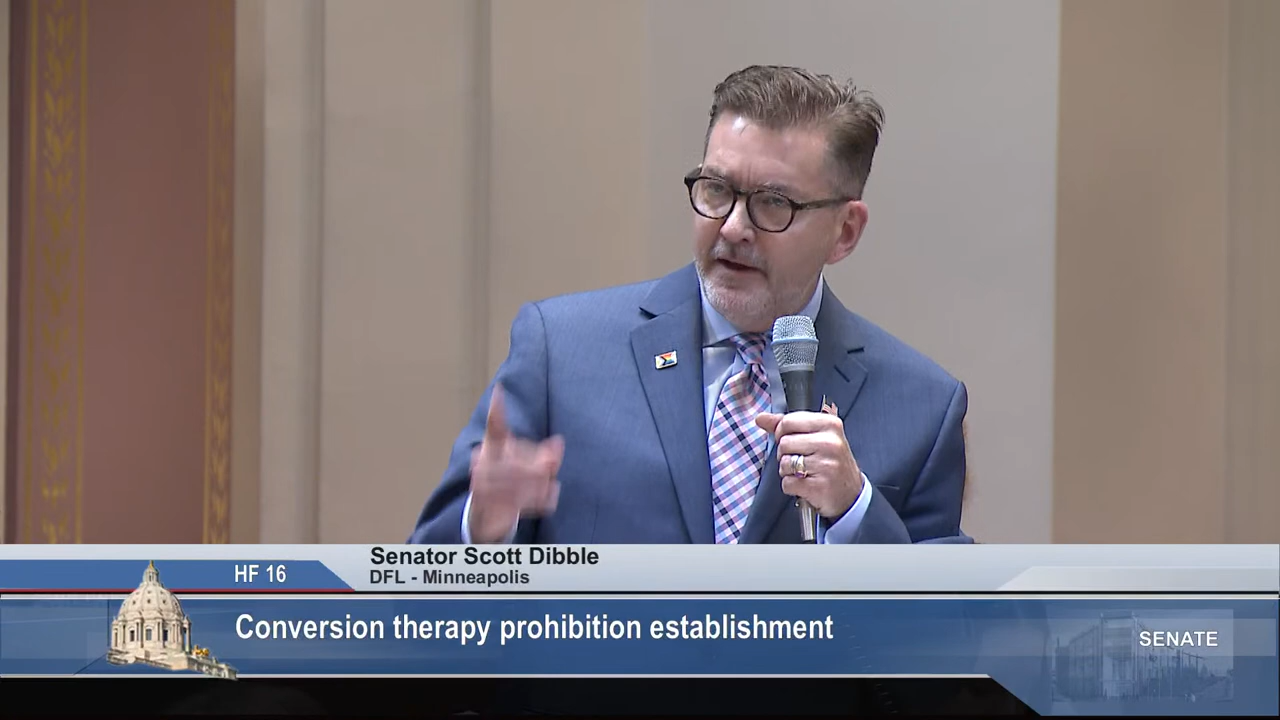 Senator Scott Dibble
HF 16
DFL - Minneapolis
Conversion therapy prohibition establishment
SENATE